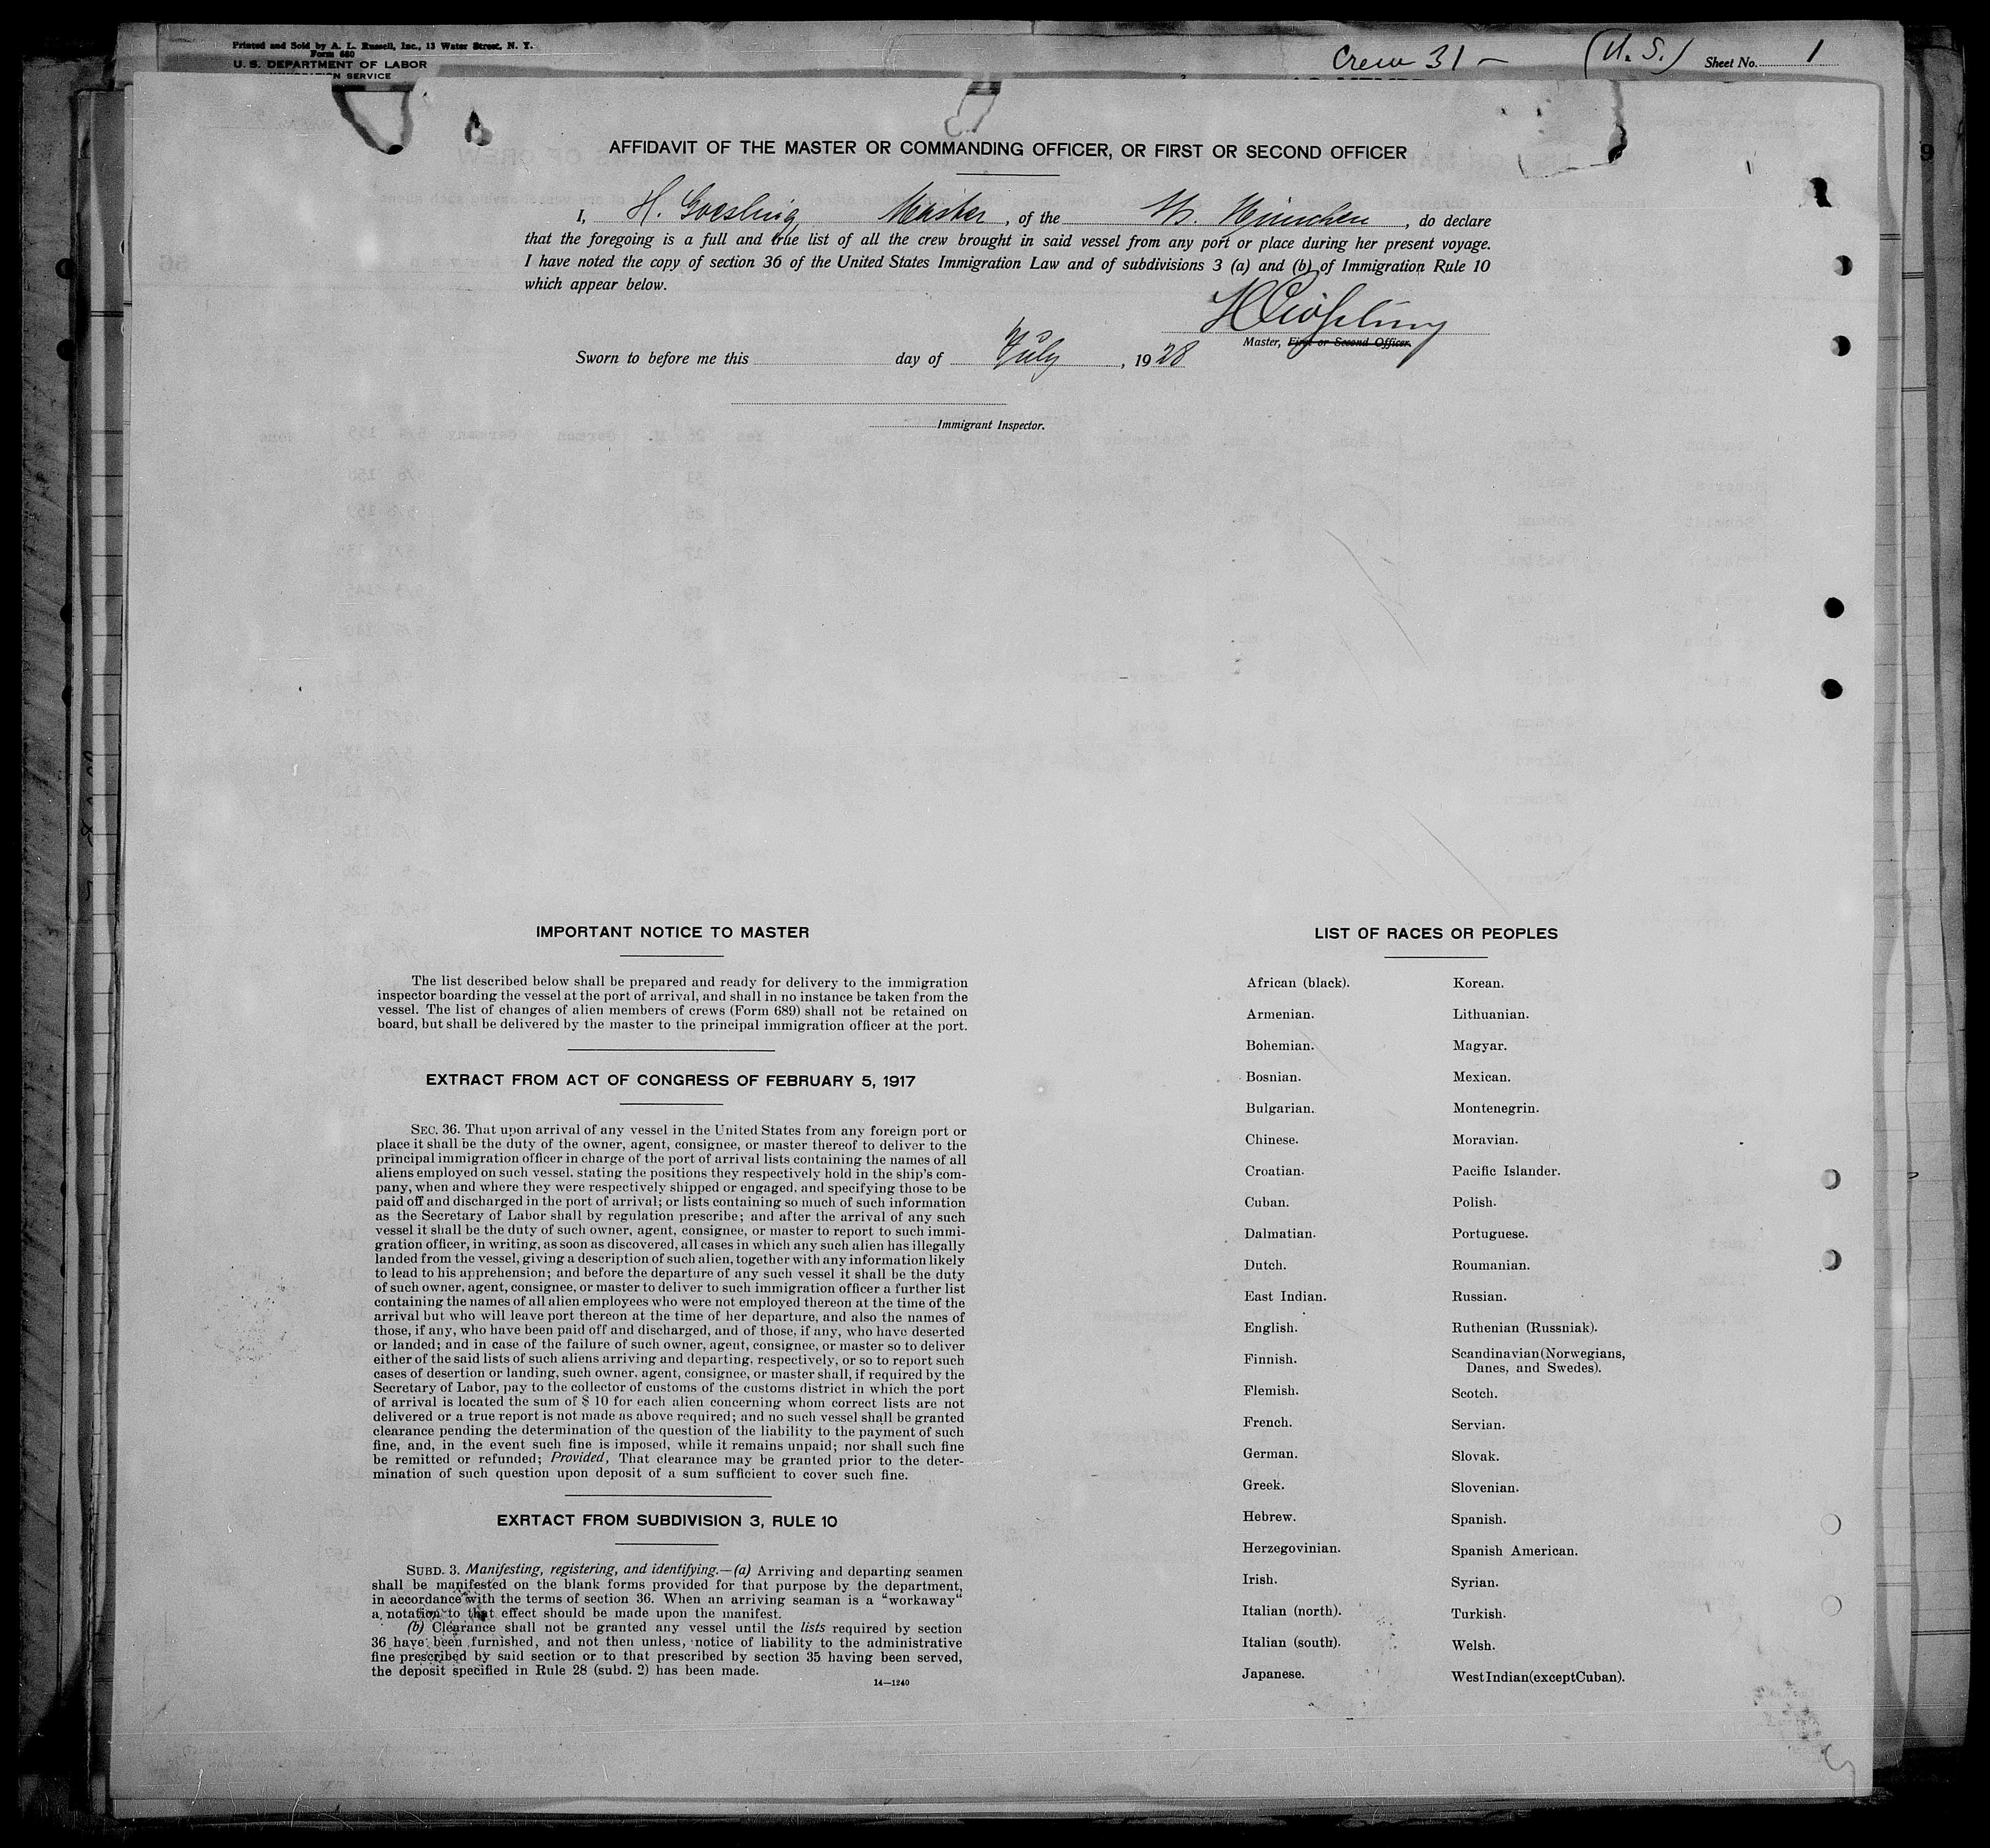 Printed and Sold by A. L. Russell, Inc., 13 Water Street, N. Y.
Form 680
U. S. DEPARTMENT OF LABOR
SERVICE
Crew 31 — (U. S.) Sheet No. 1
AFFIDAVIT OF THE MASTER OR COMMANDING OFFICER, OR FIRST OR SECOND OFFICER
I, H. Goesling Master, of the München, do declare
that the foregoing is a full and true list of all the crew brought in said vessel from any port or place during her present voyage.
I have noted the copy of section 36 of the United States Immigration Law and of subdivisions 3 (a) and (b) of Immigration Rule 10
which appear below.
Master, First or Second Officer.
Sworn to before me this day of July, 1928
Immigrant Inspector.
IMPORTANT NOTICE TO MASTER
The list described below shall be prepared and ready for delivery to the immigration
inspector boarding the vessel at the port of arrival, and shall in no instance be taken from the
vessel. The list of changes of alien members of crews (Form 689) shall not be retained on
board, but shall be delivered by the master to the principal immigration officer at the port.
EXTRACT FROM ACT OF CONGRESS OF FEBRUARY 5, 1917
SEC. 36. That upon arrival of any vessel in the United States from any foreign port or
place it shall be the duty of the owner, agent, consignee, or master thereof to deliver to the
principal immigration officer in charge of the port of arrival lists containing the names of all
aliens employed on such vessel. stating the positions they respectively hold in the ship's com-
pany, when and where they were respectively shipped or engaged, and specifying those to be
paid off and discharged in the port of arrival; or lists containing so much of such information
as the Secretary of Labor shall by regulation prescribe; and after the arrival of any such
vessel it shall be the duty of such owner, agent, consignee, or master to report to such immi-
gration officer, in writing, as soon as discovered, all cases in which any such alien has illegally
landed from the vessel, giving a description of such alien, together with any information likely
to lead to his apprehension; and before the departure of any such vessel it shall be the duty
of such owner, agent, consignee, or master to deliver to such immigration officer a further list
containing the names of all alien employees who were not employed thereon at the time of the
arrival but who will leave port thereon at the time of her departure, and also the names of
those, if any, who have been paid off and discharged, and of those, if any, who have deserted
or landed; and in case of the failure of such owner, agent, consignee, or master so to deliver
either of the said lists of such aliens arriving and departing, respectively, or so to report such
cases of desertion or landing, such owner, agent, consignee, or master shall, if required by the
Secretary of Labor, pay to the collector of customs of the customs district in which the port
of arrival is located the sum of $ 10 for each alien concerning whom correct lists are not
delivered or a true report is not made as above required; and no such vessel shall be granted
clearance pending the determination of the question of the liability to the payment of such
fine, and, in the event such fine is imposed, while it remains unpaid; nor shall such fine
be remitted or refunded; Provided, That clearance may be granted prior to the deter-
mination of such question upon deposit of a sum sufficient to cover such fine.
EXRTACT FROM SUBDIVISION 3, RULE 10
SUBD. 3. Manifesting, registering, and identifying.—(a) Arriving and departing seamen
shall be manifested on the blank forms provided for that purpose by the department,
in accordance with the terms of section 36. When an arriving seaman is a “workaway“
a notation to that effect should be made upon the manifest.
(b) Clearance shall not be granted any vessel until the lists required by section
36 have been furnished, and not then unless, notice of liability to the administrative
fine prescribed by said section or to that prescribed by section 35 having been served,
the deposit specified in Rule 28 (subd. 2) has been made.
14—1240
LIST OF RACES OR PEOPLES
African (black).
Armenian.
Bohemian.
Bosnian.
Bulgarian.
Chinese.
Croatian.
Cuban.
Dalmatian.
Dutch.
East Indian.
English.
Finnish.
Flemish.
French.
German.
Greek.
Hebrew.
Herzegovinian.
Irish.
Italian (north).
Italian (south).
Japanese.
Korean.
Lithuanian.
Magyar.
Mexican.
Montenegrin.
Moravian.
Pacific Islander.
Polish.
Portuguese.
Roumanian.
Russian.
Ruthenian (Russniak).
Scandinavian (Norwegians,
Danes, and Swedes).
Scotch.
Servian.
Slovak.
Slovenian.
Spanish.
Spanish American.
Syrian.
Turkish.
Welsh.
West Indian (except Cuban).